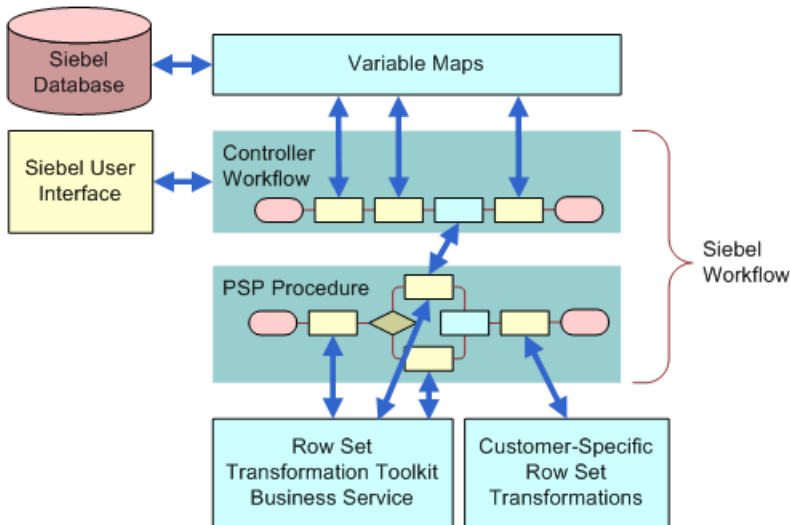 Siebel
Database
Variable Maps
Siebel User
Interface
Controller
Workflow
PSP Procedure
Siebel
Workflow
Row Set
Transformation Toolkit
Business Service
Customer-Specific
Row Set
Transformations